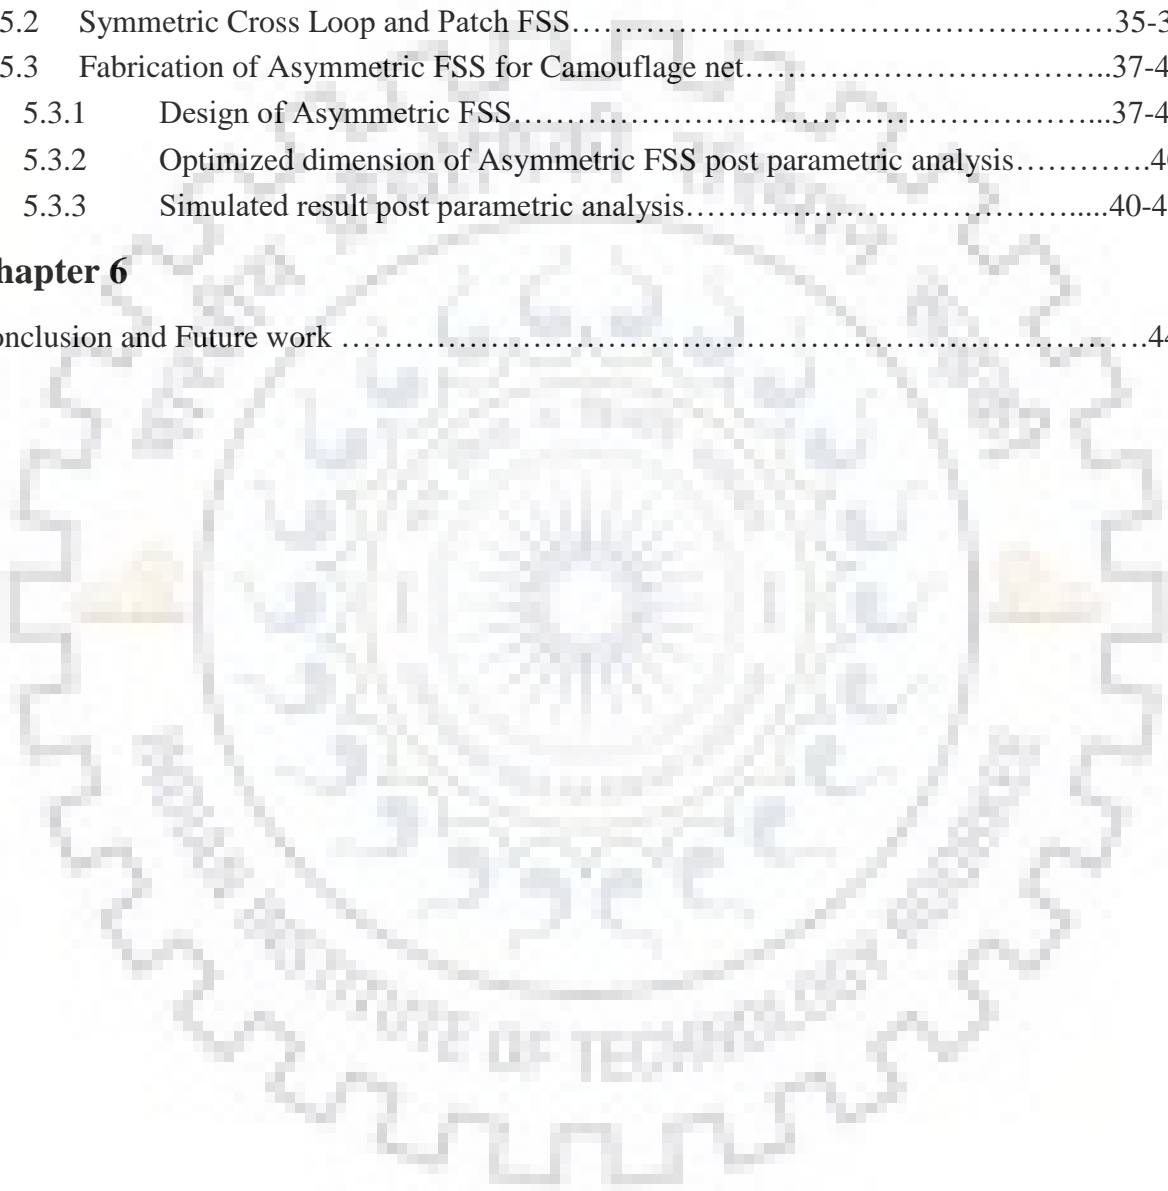 5.2 Symmetric Cross Loop and Patch FSS……………………………………………………35-3
5.3 Fabrication of Asymmetric FSS for Camouflage net…………………………………..37-4
5.3.1 Design of Asymmetric FSS…………………………………………………………...37-4
5.3.2 Optimized dimension of Asymmetric FSS post parametric analysis………….4
5.3.3 Simulated result post parametric analysis…………………………………….....40-4
hapter 6
onclusion and Future work ……………………………………………………………………………….44
OF TECHNOLOGY